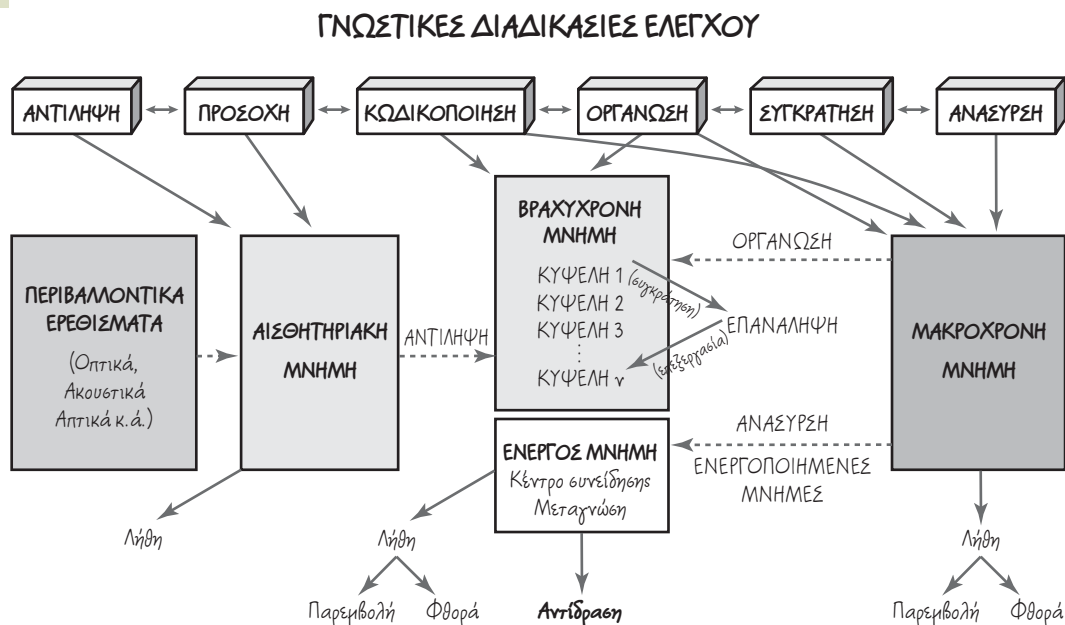 ΓΝΩΣΤΙΚΕΣ ΔΙΑΔΙΚΑΣΙΕΣ ΕΛΕΓΧΟΥ
ΑΝΤΙΛΗΨΗ
ΠΡΟΣΟΧΗ
ΚΩΔΙΚΟΠΟΙΗΣΗ
ΟΡΓΑΝΩΣΗ
ΣΥΓΚΡΑΤΗΣΗ
ΑΝΑΣΥΡΣΗ
ΠΕΡΙΒΑΛΛΟΝΤΙΚΑ
ΕΡΕΘΙΣΜΑΤΑ
(Οπτικά,
Ακουστικά
Απτικά κ.ά.)
ΑΙΣΘΗΤΗΡΙΑΚΗ
ΜΝΗΜΗ
ΑΝΤΙΛΗΨΗ
ΒΡΑΧΥΧΡΟΝΗ
ΜΝΗΜΗ
ΚΥΨΕΛΗ 1
ΚΥΨΕΛΗ 2
ΚΥΨΕΛΗ 3
⋮
ΚΥΨΕΛΗ ν
(συγκράτηση)
ΕΠΑΝΑΛΗΨΗ
(επεξεργασία)
ΟΡΓΑΝΩΣΗ
ΜΑΚΡΟΧΡΟΝΗ
ΜΝΗΜΗ
ΕΝΕΡΓΟΣ ΜΝΗΜΗ
Κέντρο συνείδησης
Μεταγνώση
ΑΝΑΣΥΡΣΗ
ΕΝΕΡΓΟΠΟΙΗΜΕΝΕΣ
ΜΝΗΜΕΣ
Λήθη
Λήθη
Παρεμβολή
Φθορά
Αντίδραση
Λήθη
Παρεμβολή
Φθορά